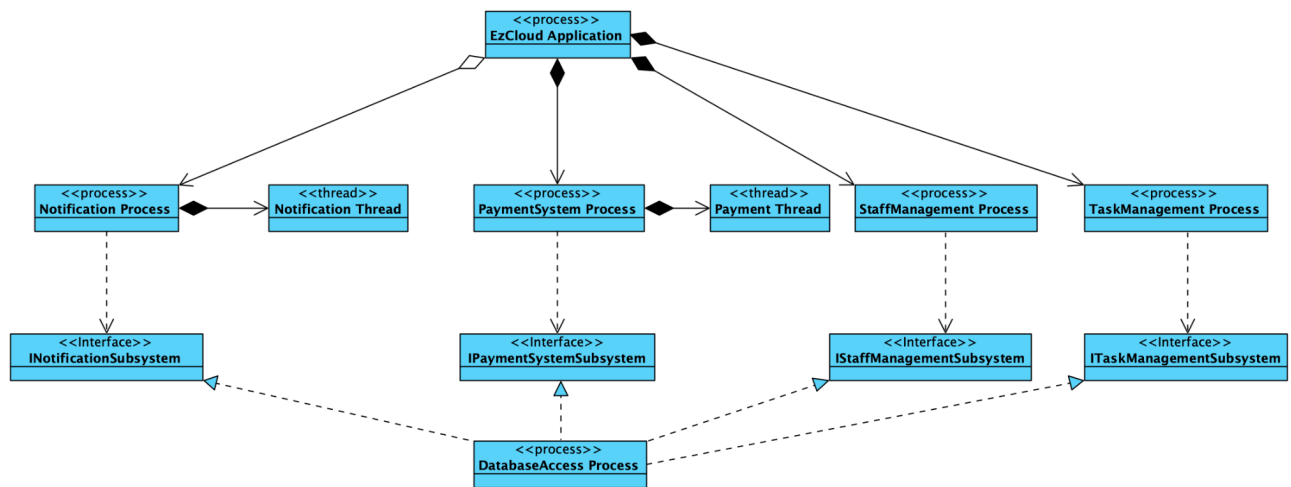 <<process>>
EzCloud Application
<<process>>
Notification Process
<<thread>>
Notification Thread
<<process>>
PaymentSystem Process
<<thread>>
Payment Thread
<<process>>
StaffManagement Process
<<process>>
TaskManagement Process
<<Interface>>
INotificationSubsystem
<<Interface>>
IPaymentSystemSubsystem
<<Interface>>
IStaffManagementSubsystem
<<Interface>>
ITaskManagementSubsystem
<<process>>
DatabaseAccess Process